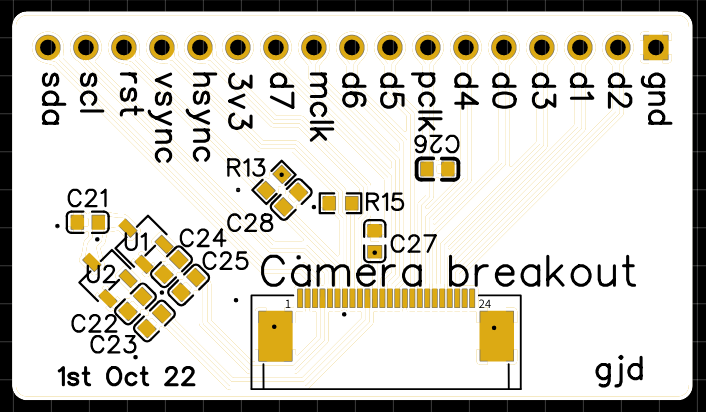 sda scl rst vsync hsync 3v3 d7 mclk d6 d5 pclk d4 d0 d3 d1 d2 gnd
C26
R13
C21 R15
C28
U1 C24 C27
C25
U2 Camera breakout
1 24
C22
C23
1st Oct 22 gjd